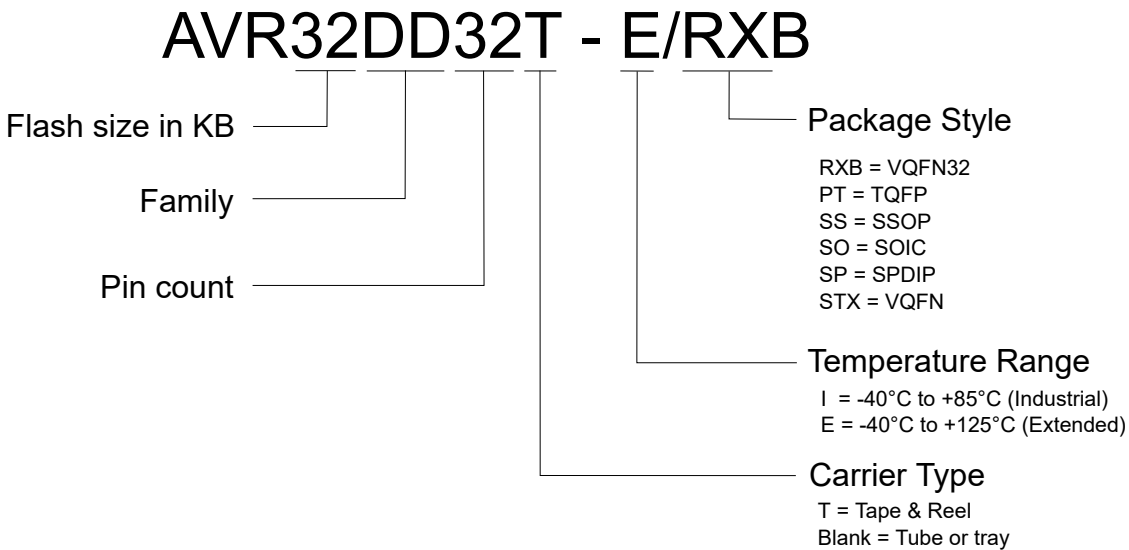 AVR32DD32T - E/RXB
Flash size in KB
Family
Pin count
Package Style
RXB = VQFN32
PT = TQFP
SS = SSOP
SO = SOIC
SP = SPDIP
STX = VQFN
Temperature Range
I = -40°C to +85°C (Industrial)
E = -40°C to +125°C (Extended)
Carrier Type
T = Tape & Reel
Blank = Tube or tray